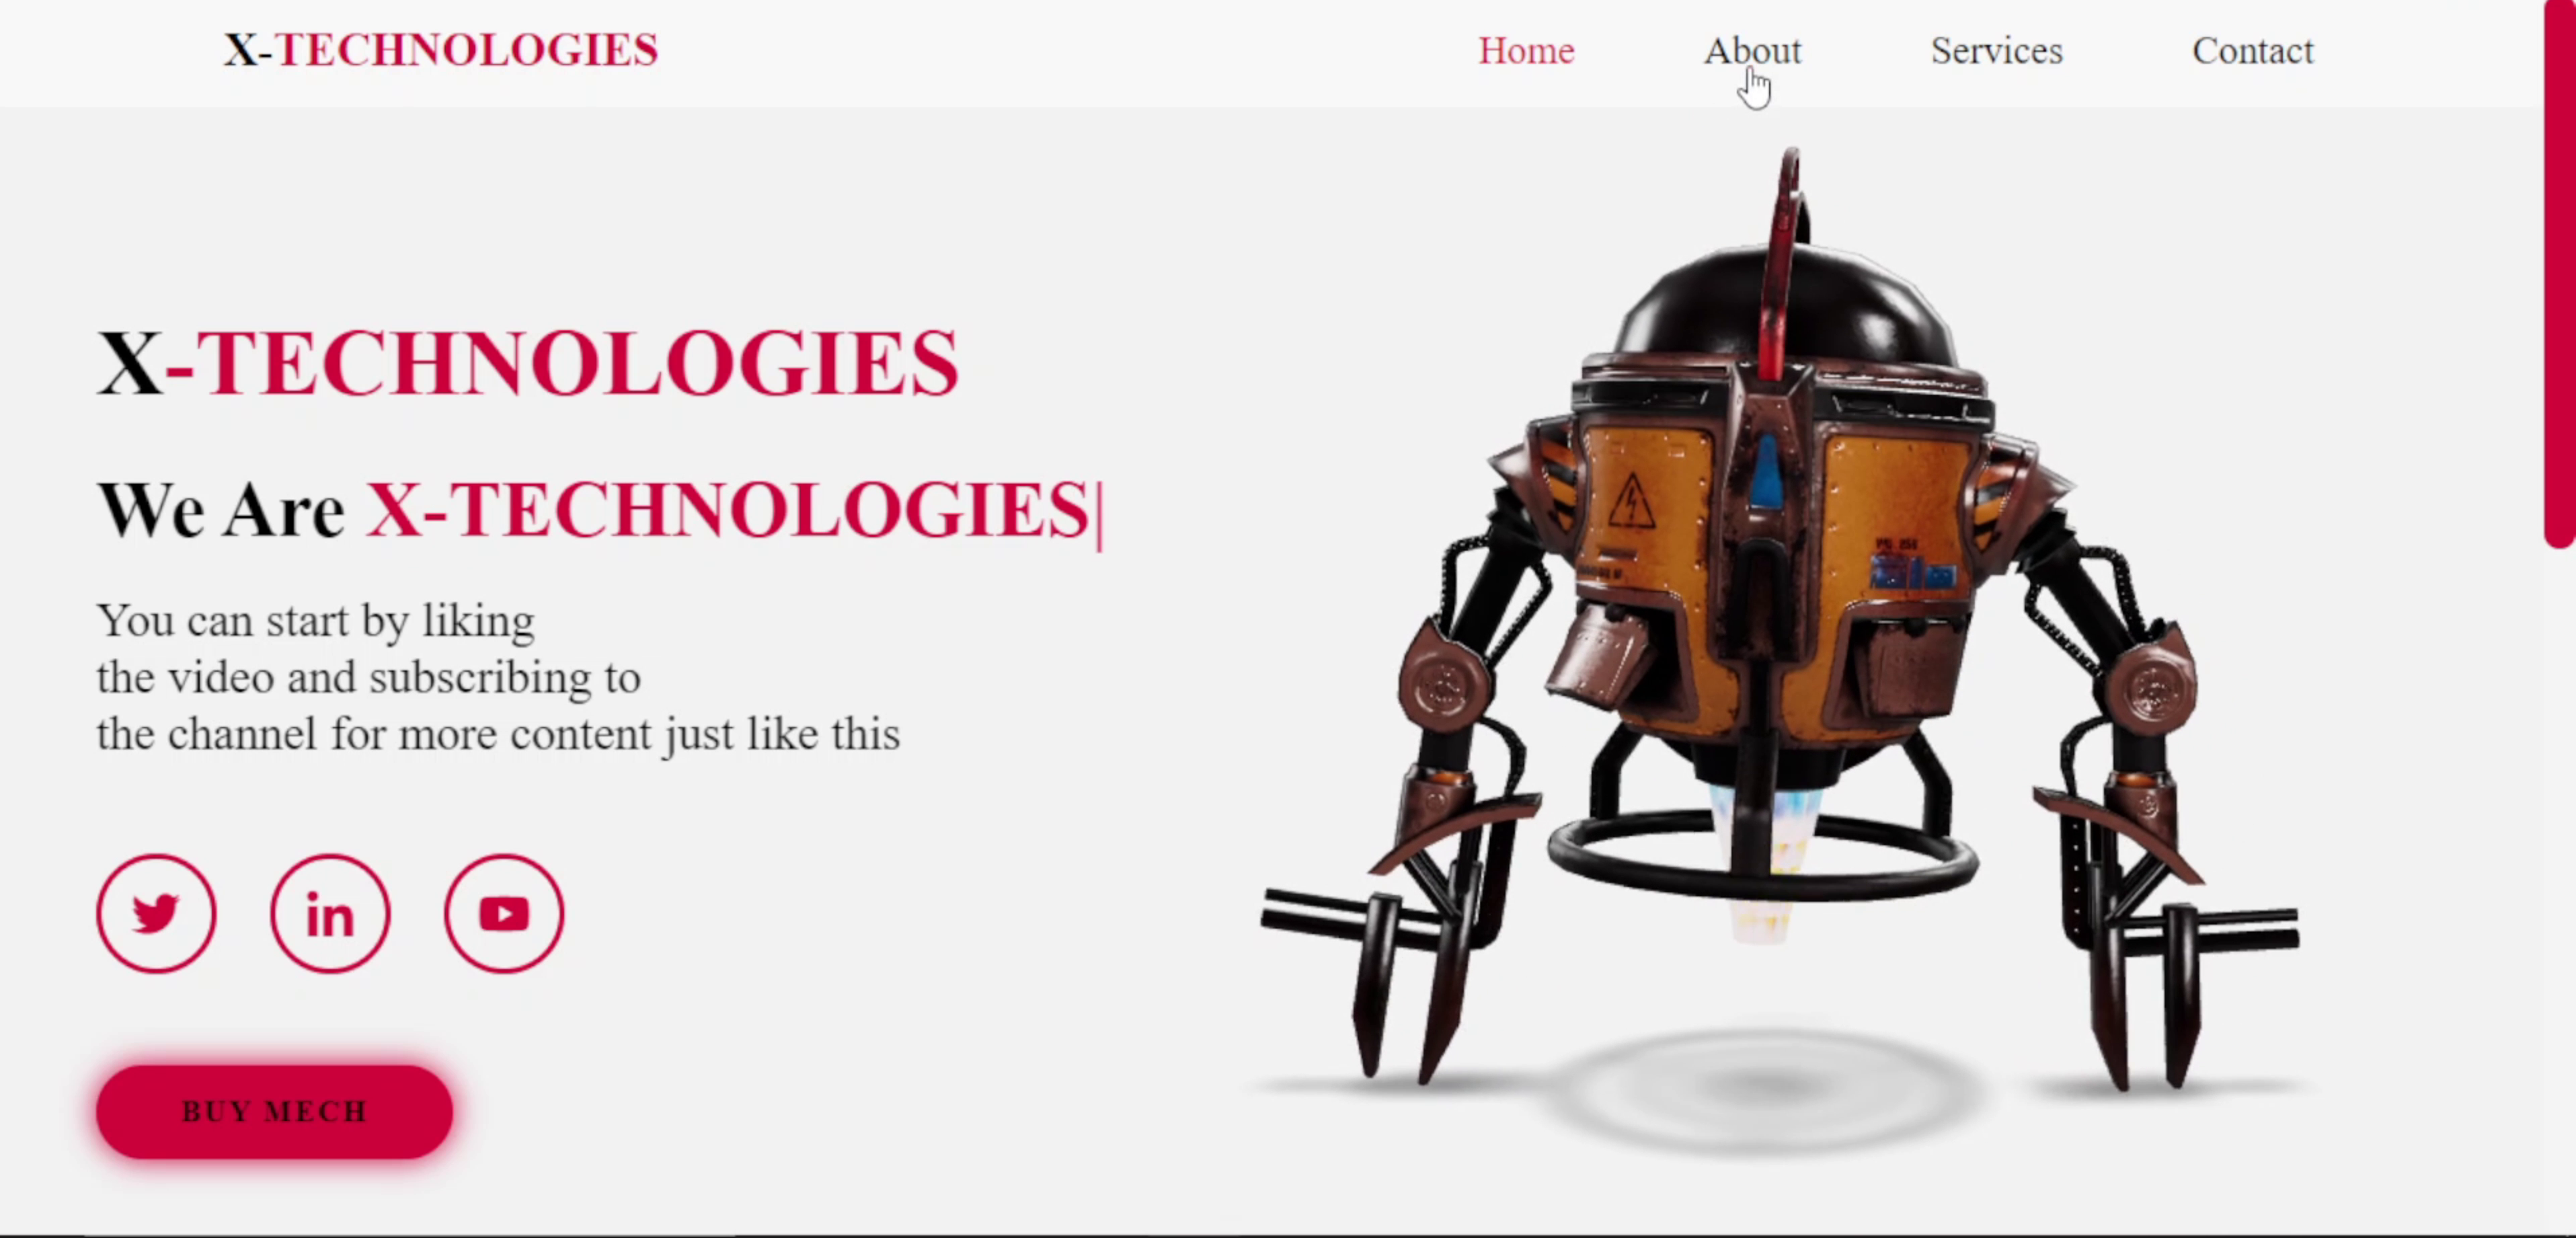 X-TECHNOLOGIES
Home About Services Contact
X-TECHNOLOGIES
We Are X-TECHNOLOGIES|
You can start by liking
the video and subscribing to
the channel for more content just like this
in
BUY MECH